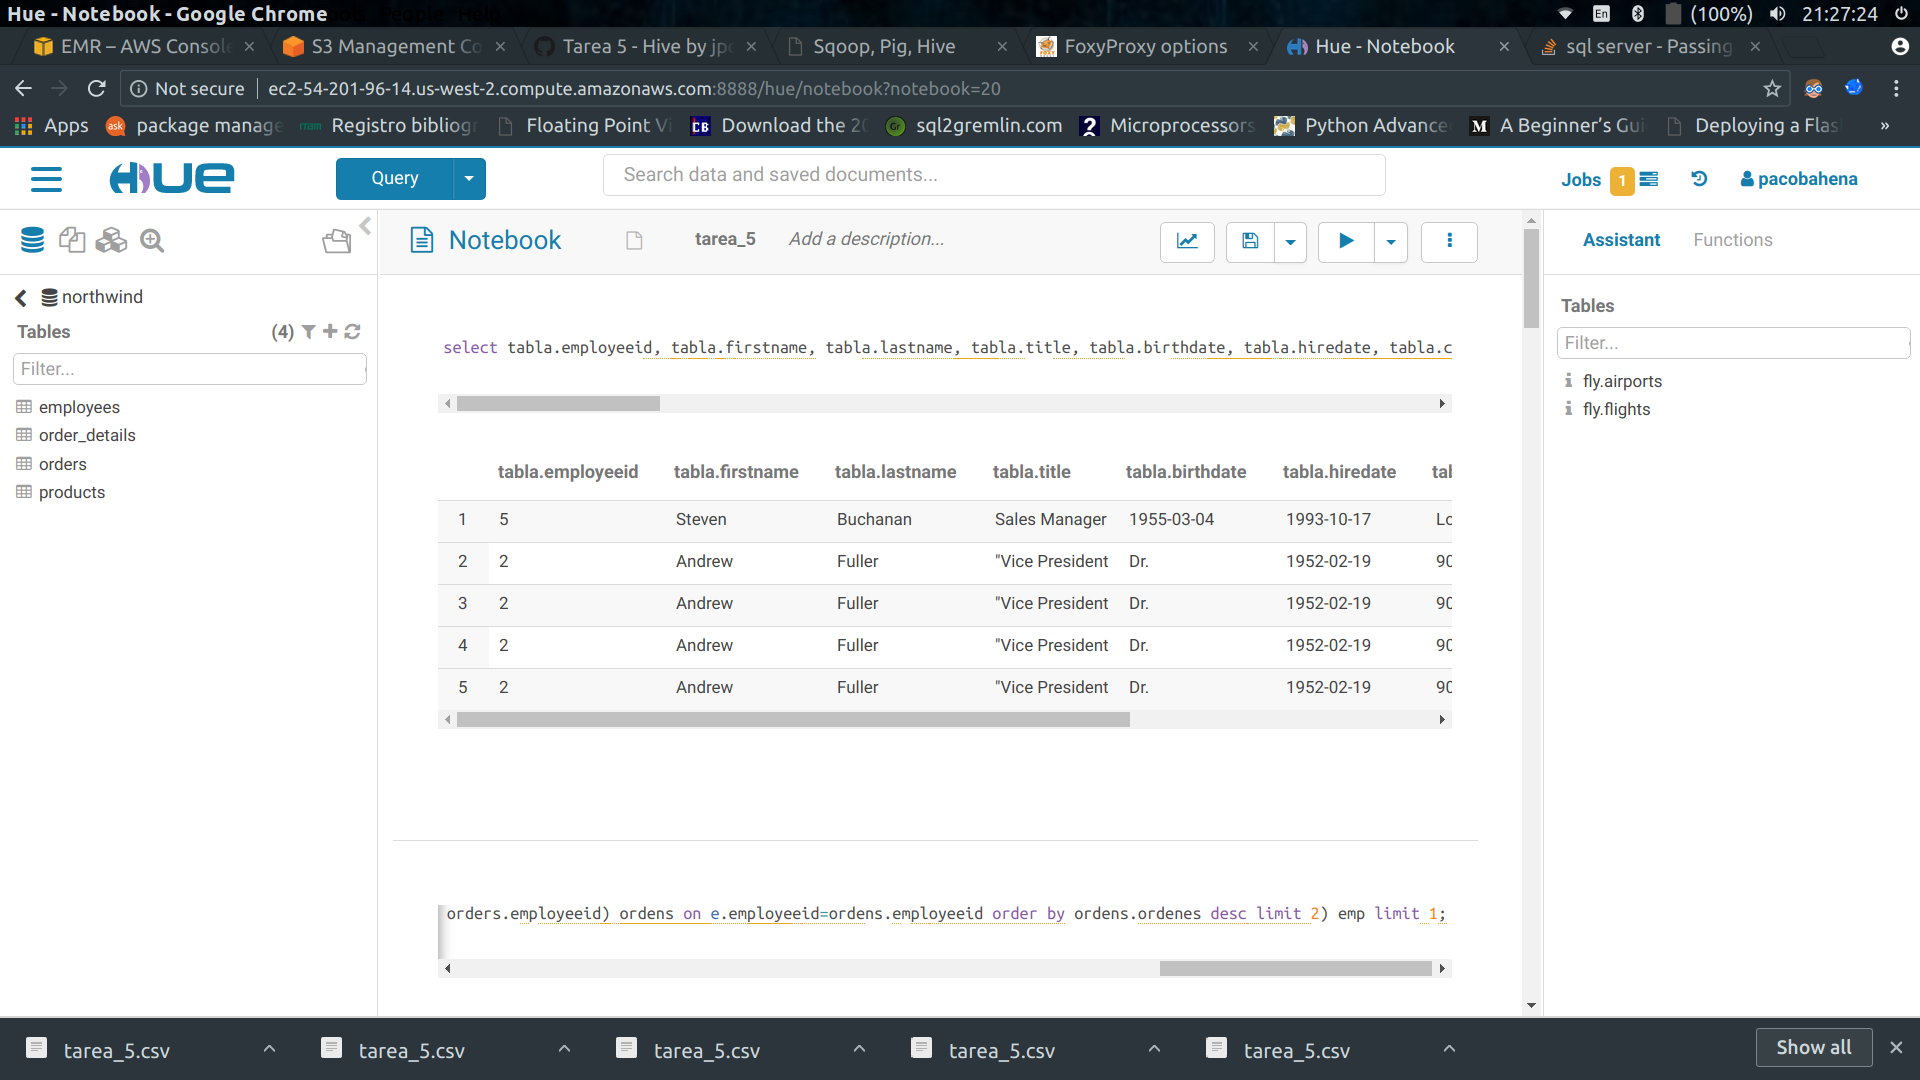 Hue - Notebook - Google Chrome
En (100%) 21:27:24
EMR – AWS Console
S3 Management Co
Tarea 5 - Hive by jpo
Sqoop, Pig, Hive
FoxyProxy options
Hue - Notebook
sql server - Passing
Not secure ec2-54-201-96-14.us-west-2.compute.amazonaws.com:8888/hue/notebook?notebook=20
Apps
package manage
Registro bibliogr
Floating Point Vi
Download the 20
sql2gremlin.com
Microprocessors
Python Advance
A Beginner's Gui
Deploying a Flas
»
HUE
Query
Search data and saved documents...
Jobs 1
pacobahena
Notebook
tarea_5
Add a description...
Assistant
Functions
northwind
Tables (4)
Filter...
employees
order_details
orders
products
select tabla.employeeid, tabla.firstname, tabla.lastname, tabla.title, tabla.birthdate, tabla.hiredate, tabla.c
tabla.employeeid tabla.firstname tabla.lastname tabla.title tabla.birthdate tabla.hiredate tab
1 5 Steven Buchanan Sales Manager 1955-03-04 1993-10-17 Lo
2 2 Andrew Fuller "Vice President Dr. 1952-02-19 90
3 2 Andrew Fuller "Vice President Dr. 1952-02-19 90
4 2 Andrew Fuller "Vice President Dr. 1952-02-19 90
5 2 Andrew Fuller "Vice President Dr. 1952-02-19 90
orders.employeeid) ordens on e.employeeid=ordens.employeeid order by ordens.ordenes desc limit 2) emp limit 1;
Tables
Filter...
fly.airports
fly.flights
tarea_5.csv
tarea_5.csv
tarea_5.csv
tarea_5.csv
tarea_5.csv
Show all